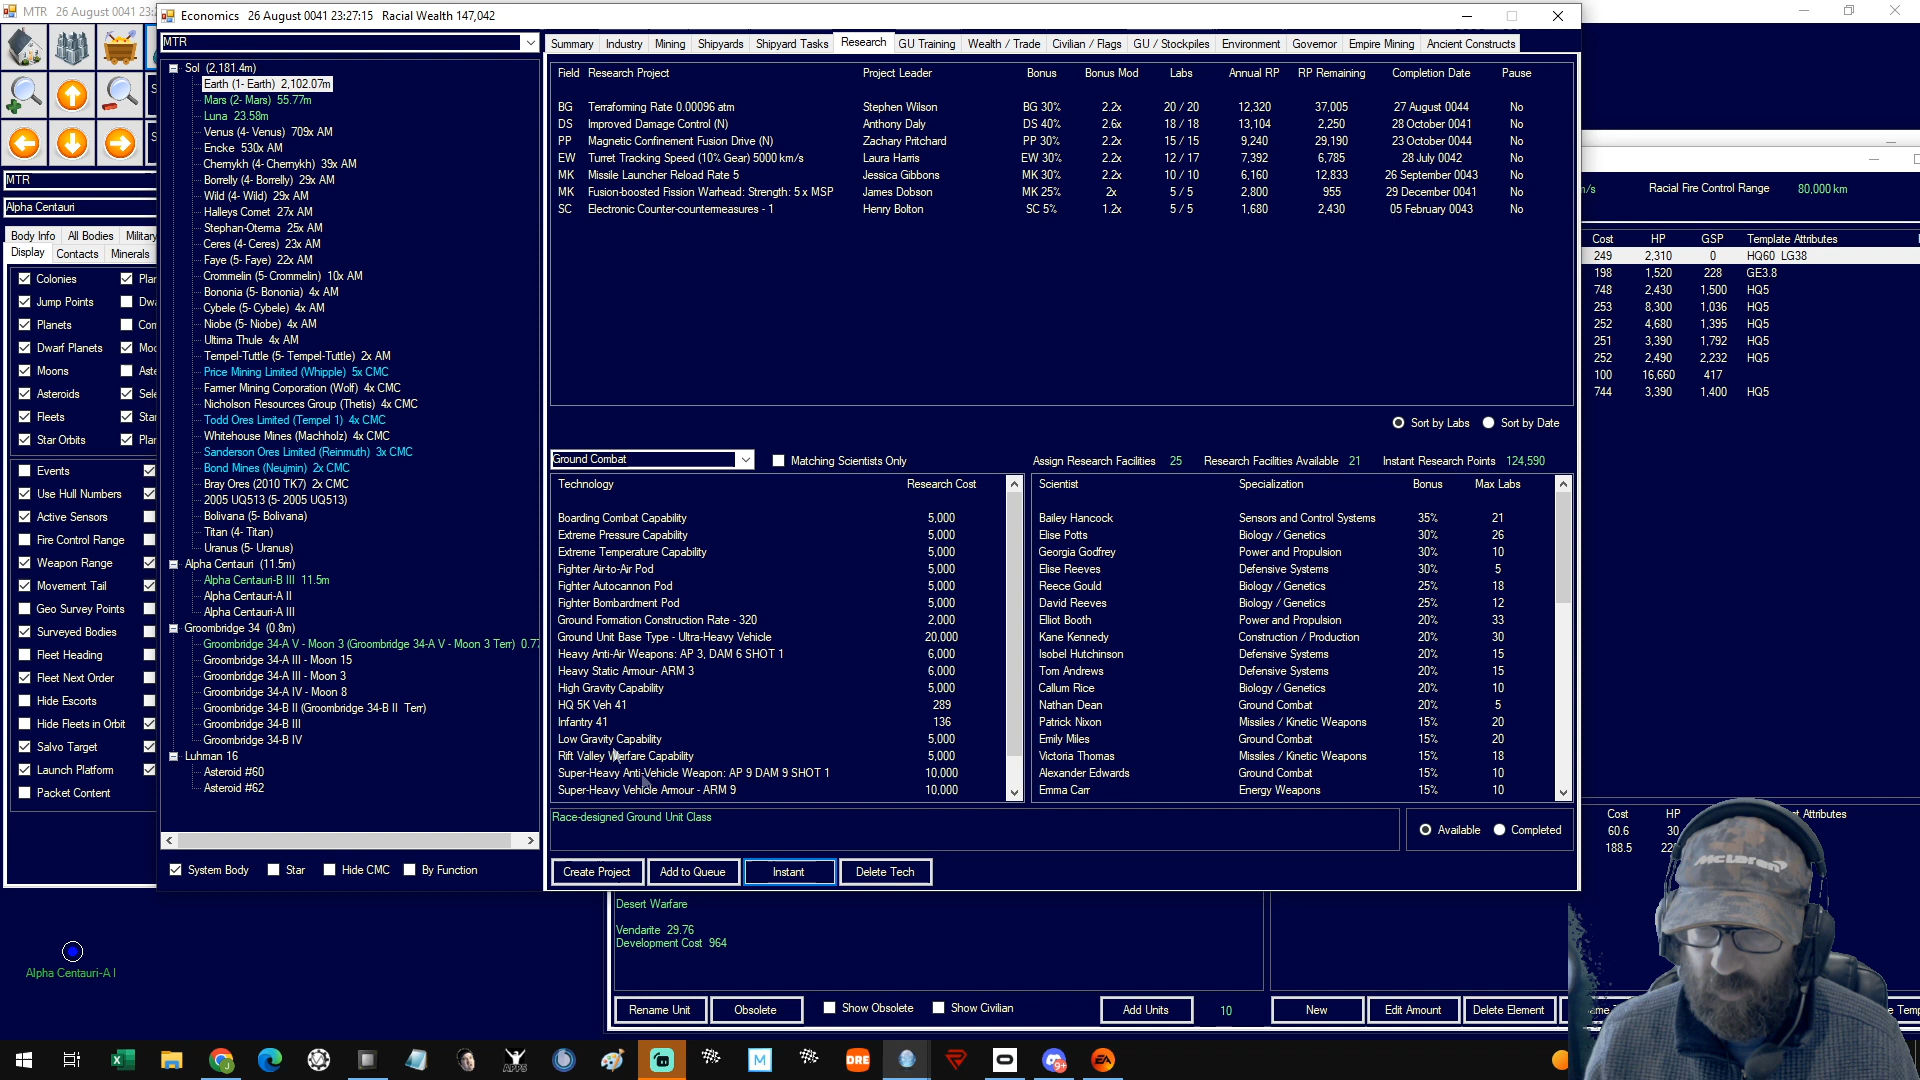 MTR 26 August 0041 23:
Economics 26 August 0041 23:27:15 Racial Wealth 147,042
MTR
Summary Industry Mining Shipyards Shipyard Tasks Research GU Training Wealth / Trade Civilian / Flags GU / Stockpiles Environment Governor Empire Mining Ancient Constructs
Field Research Project Project Leader Bonus Bonus Mod Labs Annual RP RP Remaining Completion Date Pause
BG Terraforming Rate 0.00096 atm Stephen Wilson BG 30% 2.2x 20 / 20 12,320 37,005 27 August 0044 No
DS Improved Damage Control (N) Anthony Daly DS 40% 2.6x 18 / 18 13,104 2,250 28 October 0041 No
PP Magnetic Confinement Fusion Drive (N) Zachary Pritchard PP 30% 2.2x 15 / 15 9,240 29,190 23 October 0044 No
EW Turret Tracking Speed (10% Gear) 5000 km/s Laura Harris EW 30% 2.2x 12 / 17 7,392 6,785 28 July 0042 No
MK Missile Launcher Reload Rate 5 Jessica Gibbons MK 30% 2.2x 10 / 10 6,160 12,833 26 September 0043 No
MK Fusion-boosted Fission Warhead: Strength: 5 x MSP James Dobson MK 25% 2x 5 / 5 2,800 955 29 December 0041 No
SC Electronic Counter-countermeasures - 1 Henry Bolton SC 5% 1.2x 5 / 5 1,680 2,430 05 February 0043 No
Sol (2,181.4m)
Earth (1- Earth) 2,102.07m
Mars (2- Mars) 55.77m
Luna 23.58m
Venus (4- Venus) 709x AM
Encke 530x AM
Chernykh (4- Chernykh) 39x AM
Borrelly (4- Borrelly) 29x AM
Wild (4- Wild) 29x AM
Halleys Comet 27x AM
Stephan-Oterma 25x AM
Ceres (4- Ceres) 23x AM
Faye (5- Faye) 22x AM
Crommelin (5- Crommelin) 10x AM
Bononia (5- Bononia) 4x AM
Cybele (5- Cybele) 4x AM
Niobe (5- Niobe) 4x AM
Ultima Thule 4x AM
Tempel-Tuttle (5- Tempel-Tuttle) 2x AM
Price Mining Limited (Whipple) 5x CMC
Farmer Mining Corporation (Wolf) 4x CMC
Nicholson Resources Group (Thetis) 4x CMC
Todd Ores Limited (Tempel 1) 4x CMC
Whitehouse Mines (Machholz) 4x CMC
Sanderson Ores Limited (Reinmuth) 3x CMC
Bond Mines (Neujmin) 2x CMC
Bray Ores (2010 TK7) 2x CMC
2005 UQ513 (5- 2005 UQ513)
Bolivana (5- Bolivana)
Titan (4- Titan)
Uranus (5- Uranus)
Alpha Centauri (11.5m)
Alpha Centauri-B III 11.5m
Alpha Centauri-A II
Alpha Centauri-A III
Groombridge 34 (0.8m)
Groombridge 34-A V - Moon 3 (Groombridge 34-A V - Moon 3 Terr) 0.77
Groombridge 34-A III - Moon 15
Groombridge 34-A III - Moon 3
Groombridge 34-A IV - Moon 8
Groombridge 34-B II (Groombridge 34-B II Terr)
Groombridge 34-B III
Groombridge 34-B IV
Luhman 16
Asteroid #60
Asteroid #62
System Body Star Hide CMC By Function
MTR
Alpha Centauri
Body Info All Bodies Military
Display Contacts Minerals
Colonies Plan
Jump Points Dwa
Planets Com
Dwarf Planets Moo
Moons Aste
Asteroids Sele
Fleets Star
Star Orbits Plan
Events
Use Hull Numbers
Active Sensors
Fire Control Range
Weapon Range
Movement Tail
Geo Survey Points
Surveyed Bodies
Fleet Heading
Fleet Next Order
Hide Escorts
Hide Fleets in Orbit
Salvo Target
Launch Platform
Packet Content
Alpha Centauri-A I
Sort by Labs Sort by Date
Ground Combat Matching Scientists Only Assign Research Facilities 25 Research Facilities Available 21 Instant Research Points 124,590
Technology Research Cost
Boarding Combat Capability 5,000
Extreme Pressure Capability 5,000
Extreme Temperature Capability 5,000
Fighter Air-to-Air Pod 5,000
Fighter Autocannon Pod 5,000
Fighter Bombardment Pod 5,000
Ground Formation Construction Rate - 320 2,000
Ground Unit Base Type - Ultra-Heavy Vehicle 20,000
Heavy Anti-Air Weapons: AP 3, DAM 6 SHOT 1 6,000
Heavy Static Amour- ARM 3 6,000
High Gravity Capability 5,000
HQ 5K Veh 41 289
Infantry 41 136
Low Gravity Capability 5,000
Rift Valley Warfare Capability 5,000
Super-Heavy Anti-Vehicle Weapon: AP 9 DAM 9 SHOT 1 10,000
Super-Heavy Vehicle Amour - ARM 9 10,000
Scientist Specialization Bonus Max Labs
Bailey Hancock Sensors and Control Systems 35% 21
Elise Potts Biology / Genetics 30% 26
Georgia Godfrey Power and Propulsion 30% 10
Elise Reeves Defensive Systems 30% 5
Reece Gould Biology / Genetics 25% 18
David Reeves Biology / Genetics 25% 12
Elliot Booth Power and Propulsion 20% 33
Kane Kennedy Construction / Production 20% 30
Isobel Hutchinson Defensive Systems 20% 15
Tom Andrews Defensive Systems 20% 15
Callum Rice Biology / Genetics 20% 10
Nathan Dean Ground Combat 20% 5
Patrick Nixon Missiles / Kinetic Weapons 15% 20
Emily Miles Ground Combat 15% 20
Victoria Thomas Missiles / Kinetic Weapons 15% 18
Alexander Edwards Ground Combat 15% 10
Emma Carr Energy Weapons 15% 10
Race-designed Ground Unit Class
Available Completed
Create Project Add to Queue Instant Delete Tech
Desert Warfare
Vendarite 29.76
Development Cost 964
Rename Unit Obsolete Show Obsolete Show Civilian Add Units 10 New Edit Amount Delete Element
n/s Racial Fire Control Range 80,000 km
Cost HP GSP Template Attributes
249 2,310 0 HQ60 LG38
198 1,520 228 GE3.8
748 2,430 1,500 HQ5
253 8,300 1,036 HQ5
252 4,680 1,395 HQ5
251 3,390 1,792 HQ5
252 2,490 2,232 HQ5
100 16,660 417
744 3,390 1,400 HQ5
Cost HP Attributes
60.6 30
188.5
McLaren
APPS
M
DRE
EA